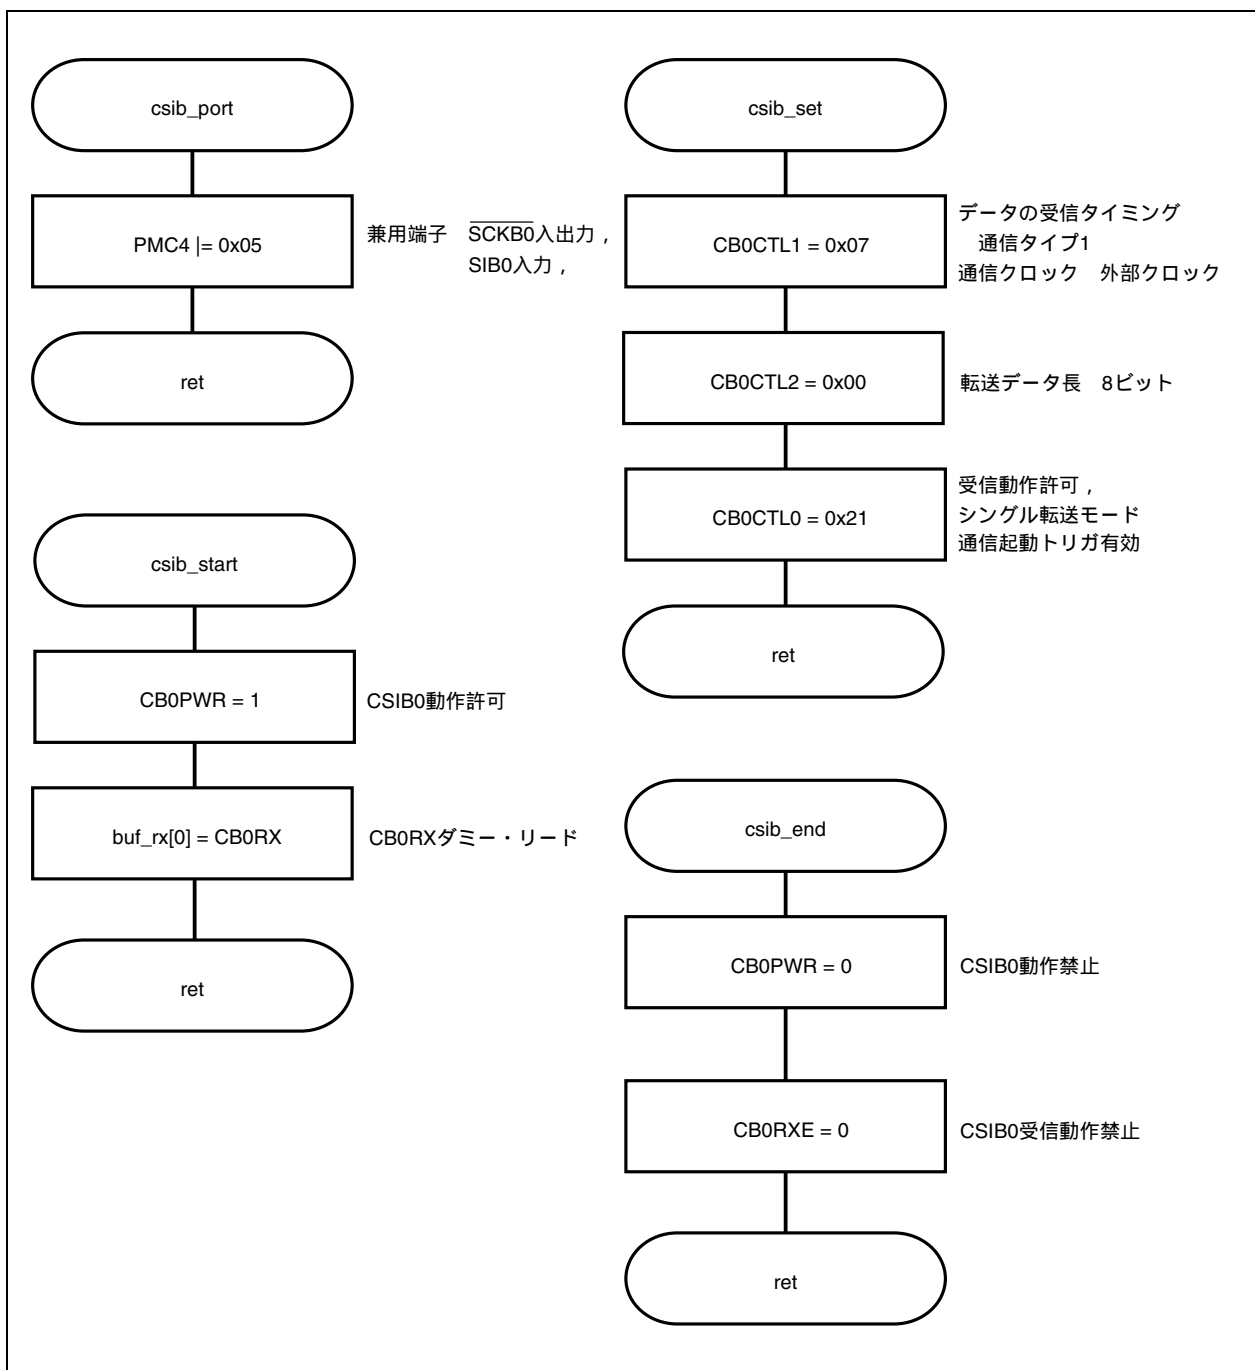 csib_port
PMC4 |= 0x05
兼用端子　SCKB0入出力，
SIB0入力，
ret
csib_start
CB0PWR = 1
CSIB0動作許可
buf_rx[0] = CB0RX
CB0RXダミー・リード
ret
csib_set
CB0CTL1 = 0x07
データの受信タイミング
通信タイプ1
通信クロック　外部クロック
CB0CTL2 = 0x00
転送データ長　8ビット
CB0CTL0 = 0x21
受信動作許可，
シングル転送モード
通信起動トリガ有効
ret
csib_end
CB0PWR = 0
CSIB0動作禁止
CB0RXE = 0
CSIB0受信動作禁止
ret